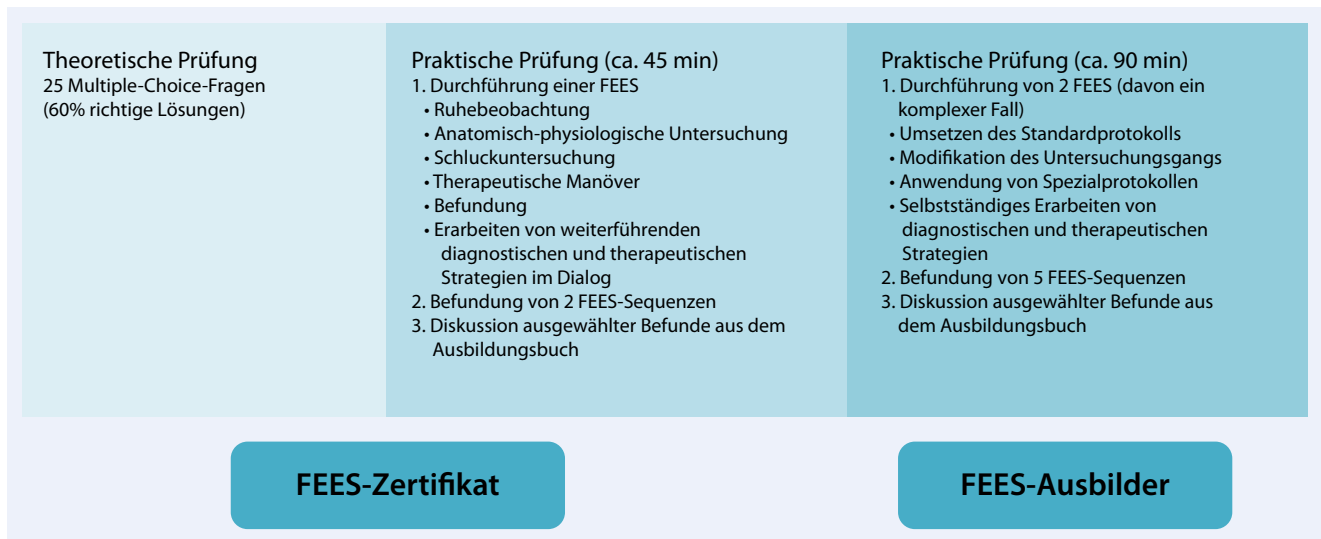 Theoretische Prüfung
25 Multiple-Choice-Fragen
(60% richtige Lösungen)
Praktische Prüfung (ca. 45 min)
1. Durchführung einer FEES
• Ruhebeobachtung
• Anatomisch-physiologische Untersuchung
• Schluckuntersuchung
• Therapeutische Manöver
• Befundung
• Erarbeiten von weiterführenden
diagnostischen und therapeutischen
Strategien im Dialog
2. Befundung von 2 FEES-Sequenzen
3. Diskussion ausgewählter Befunde aus dem
Ausbildungsbuch
Praktische Prüfung (ca. 90 min)
1. Durchführung von 2 FEES (davon ein
komplexer Fall)
• Umsetzen des Standardprotokolls
• Modifikation des Untersuchungsgangs
• Anwendung von Spezialprotokollen
• Selbstständiges Erarbeiten von
diagnostischen und therapeutischen
Strategien
2. Befundung von 5 FEES-Sequenzen
3. Diskussion ausgewählter Befunde aus
dem Ausbildungsbuch
FEES-Zertifikat
FEES-Ausbilder